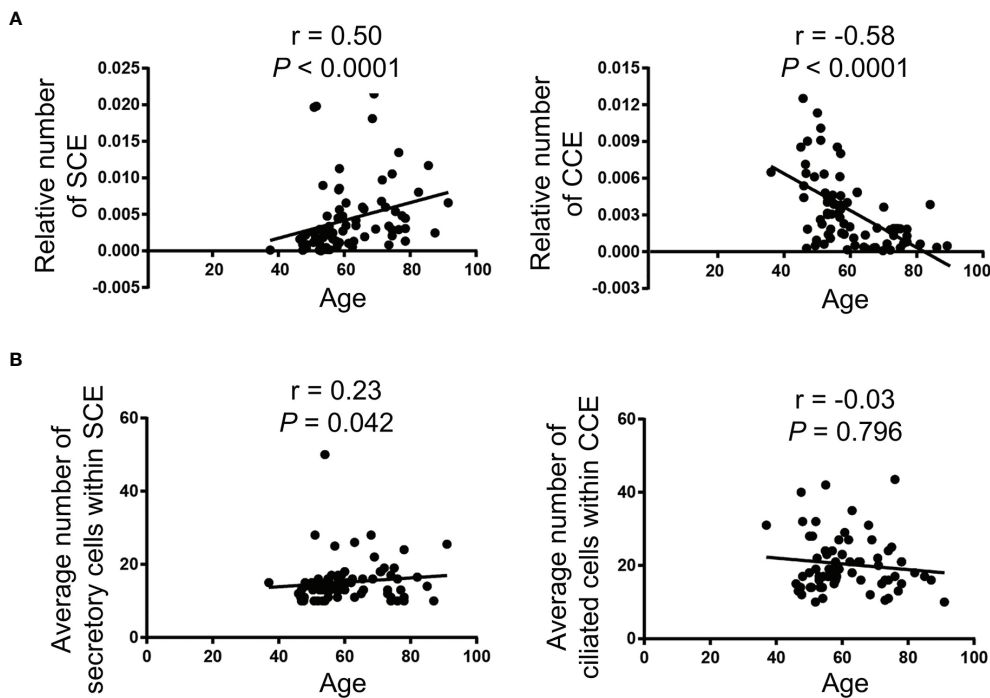 A
r = 0.50
P < 0.0001
Relative number
of SCE
0.025
0.020
0.015
0.010
0.005
0.000
-0.005
20
40
60
80
100
Age
r = -0.58
P < 0.0001
Relative number
of CCE
0.015
0.012
0.009
0.006
0.003
0.000
-0.003
20
40
60
80
100
Age
B
r = 0.23
P = 0.042
Average number of
secretory cells within SCE
60
40
20
0
0
20
40
60
80
100
Age
r = -0.03
P = 0.796
Average number of
ciliated cells within CCE
60
40
20
0
0
20
40
60
80
100
Age